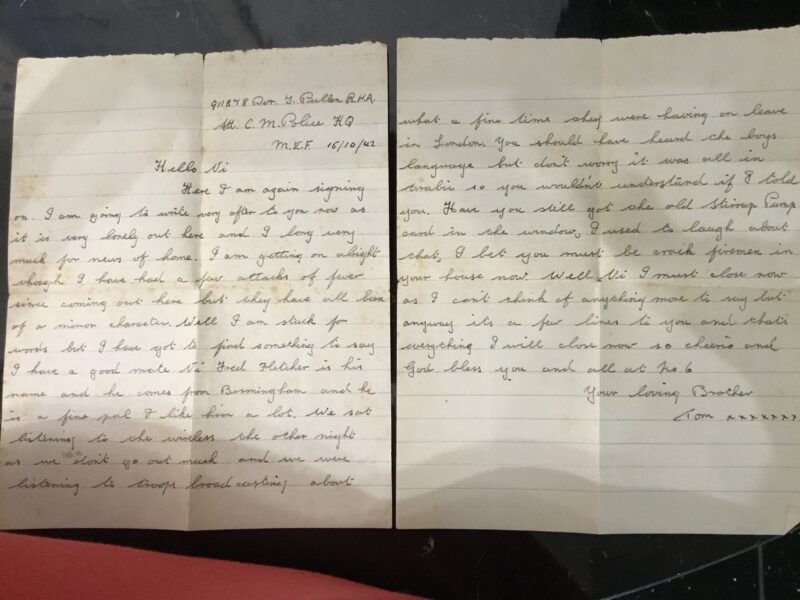 911878 Dvr. T. Pullen R.H.A.
Att. C. M. Police HQ
M.E.F. 15/10/42
Hello Vi
Here I am again signing
on. I am going to write very often to you now as
it is very lonely out here and I long very
much for news of home. I am getting on alright
though I have had a few attacks of fever
since coming out here but they have all been
of a minor character. Well I am stuck for
words but I have got to find something to say
I have a good mate Vi Fred Fletcher is his
name and he comes from Birmingham and he
is a fine pal I like him a lot. We sat
listening to the wireless the other night
as we don't go out much and we were
listening to troops broadcasting about
what a fine time they were having on leave
in London. You should have heard the boys
language but don't worry it was all in
Arabic so you wouldn't understand if I told
you. Have you still got the old Stirrup Pump
card in the window, I used to laugh about
that, I bet you must be crack firemen in
your house now. Well Vi I must close now
as I can't think of anything more to say but
anyway its a few lines to you and thats
everything I will close now so cheerio and
God bless you and all at No 6
Your loving Brother
Tom xxxxxxx